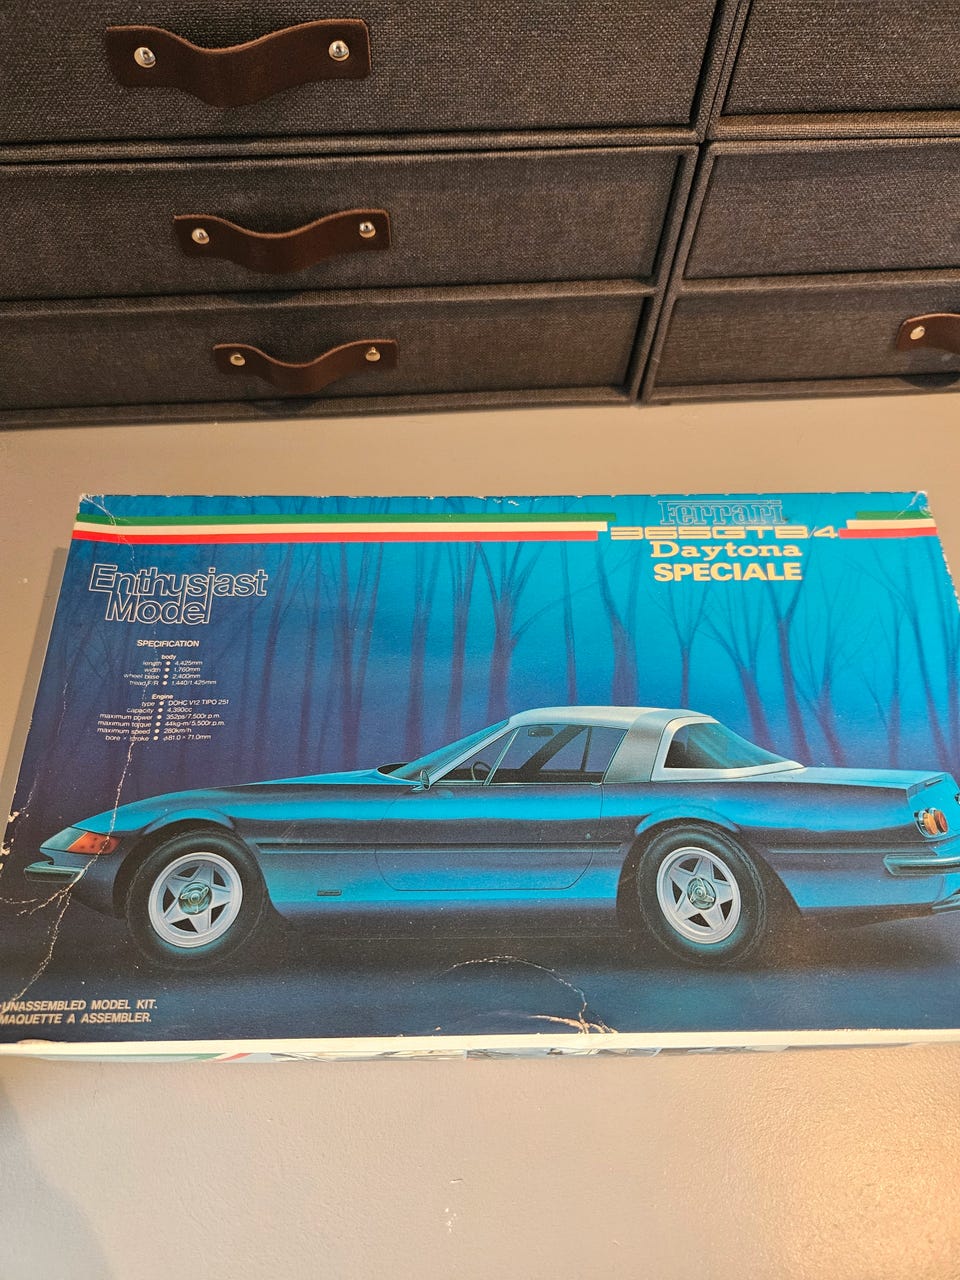 Ferrari
365GTB/4
Daytona
SPECIALE
Enthusiast
Model
SPECIFICATION
body
length ● 4,425mm
width ● 1,760mm
wheel base ● 2,400mm
tread,F/R ● 1,440/1,425mm
Engine
type ● DOHC V12 TIPO 251
capacity ● 4,390cc
maximum power ● 352ps/7,500r.p.m.
maximum torque ● 44kg-m/5,500r.p.m.
maximum speed ● 280km/h
bore × stroke ● φ81.0 × 71.0mm
UNASSEMBLED MODEL KIT.
MAQUETTE A ASSEMBLER.